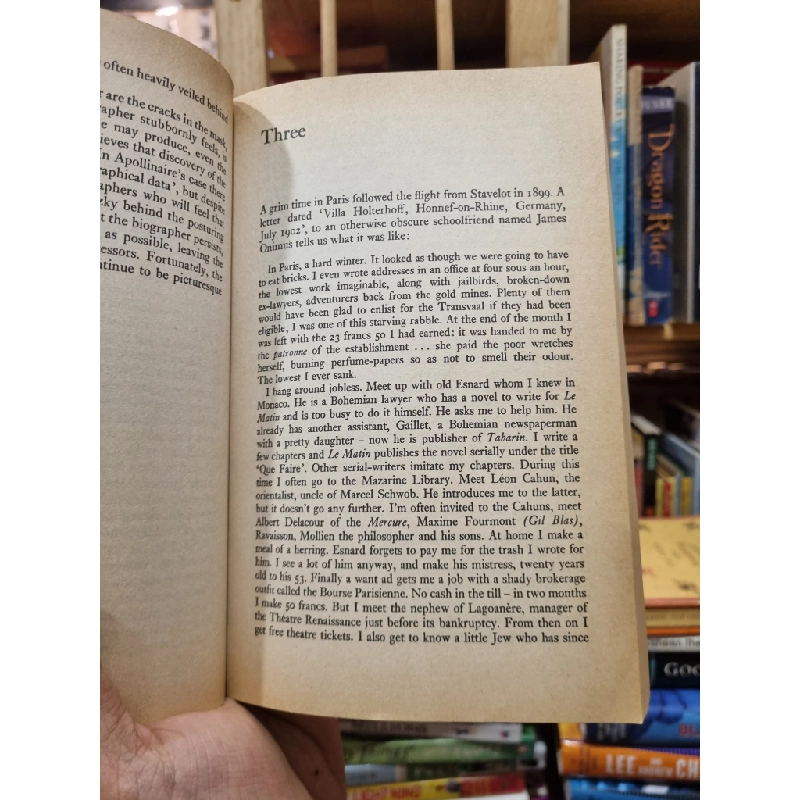 often heavily veiled behind
are the cracks in the mask,
apher stubbornly feels, is
e may produce, even the
ieves that discovery of the
n Apollinaire's case there
raphical data', but despite
aphers who will feel that
ky behind the posturing
t the biographer persists,
as possible, leaving the
essors. Fortunately, the
ntinue to be picturesque
Three
A grim time in Paris followed the flight from Stavelot in 1899. A
letter dated 'Villa Holterhoff, Honnef-on-Rhine, Germany,
July 1902', to an otherwise obscure schoolfriend named James
Onimus tells us what it was like:
In Paris, a hard winter. It looked as though we were going to have
to eat bricks. I even wrote addresses in an office at four sous an hour,
the lowest work imaginable, along with jailbirds, broken-down
ex-lawyers, adventurers back from the gold mines. Plenty of them
would have been glad to enlist for the Transvaal if they had been
eligible, I was one of this starving rabble. At the end of the month I
was left with the 23 francs 50 I had earned: it was handed to me by
the patronne of the establishment ... she paid the poor wretches
herself, burning perfume-papers so as not to smell their odour.
The lowest I ever sank.
I hang around jobless. Meet up with old Esnard whom I knew in
Monaco. He is a Bohemian lawyer who has a novel to write for Le
Matin and is too busy to do it himself. He asks me to help him. He
already has another assistant, Gaillet, a Bohemian newspaperman
with a pretty daughter – now he is publisher of Tabarin. I write a
few chapters and Le Matin publishes the novel serially under the title
'Que Faire'. Other serial-writers imitate my chapters. During this
time I often go to the Mazarine Library. Meet Léon Cahun, the
orientalist, uncle of Marcel Schwob. He introduces me to the latter,
but it doesn't go any further. I'm often invited to the Cahuns, meet
Albert Delacour of the Mercure, Maxime Fourmont (Gil Blas),
Ravaisson, Mollien the philosopher and his sons. At home I make a
meal of a herring. Esnard forgets to pay me for the trash I wrote for
him. I see a lot of him anyway, and make his mistress, twenty years
old to his 53. Finally a want ad gets me a job with a shady brokerage
outfit called the Bourse Parisienne. No cash in the till – in two months
I make 50 francs. But I meet the nephew of Lagoanère, manager of
the Théâtre Renaissance just before its bankruptcy. From then on I
get free theatre tickets. I also get to know a little Jew who has since
Dragon Rider
GOO
LEE
CH